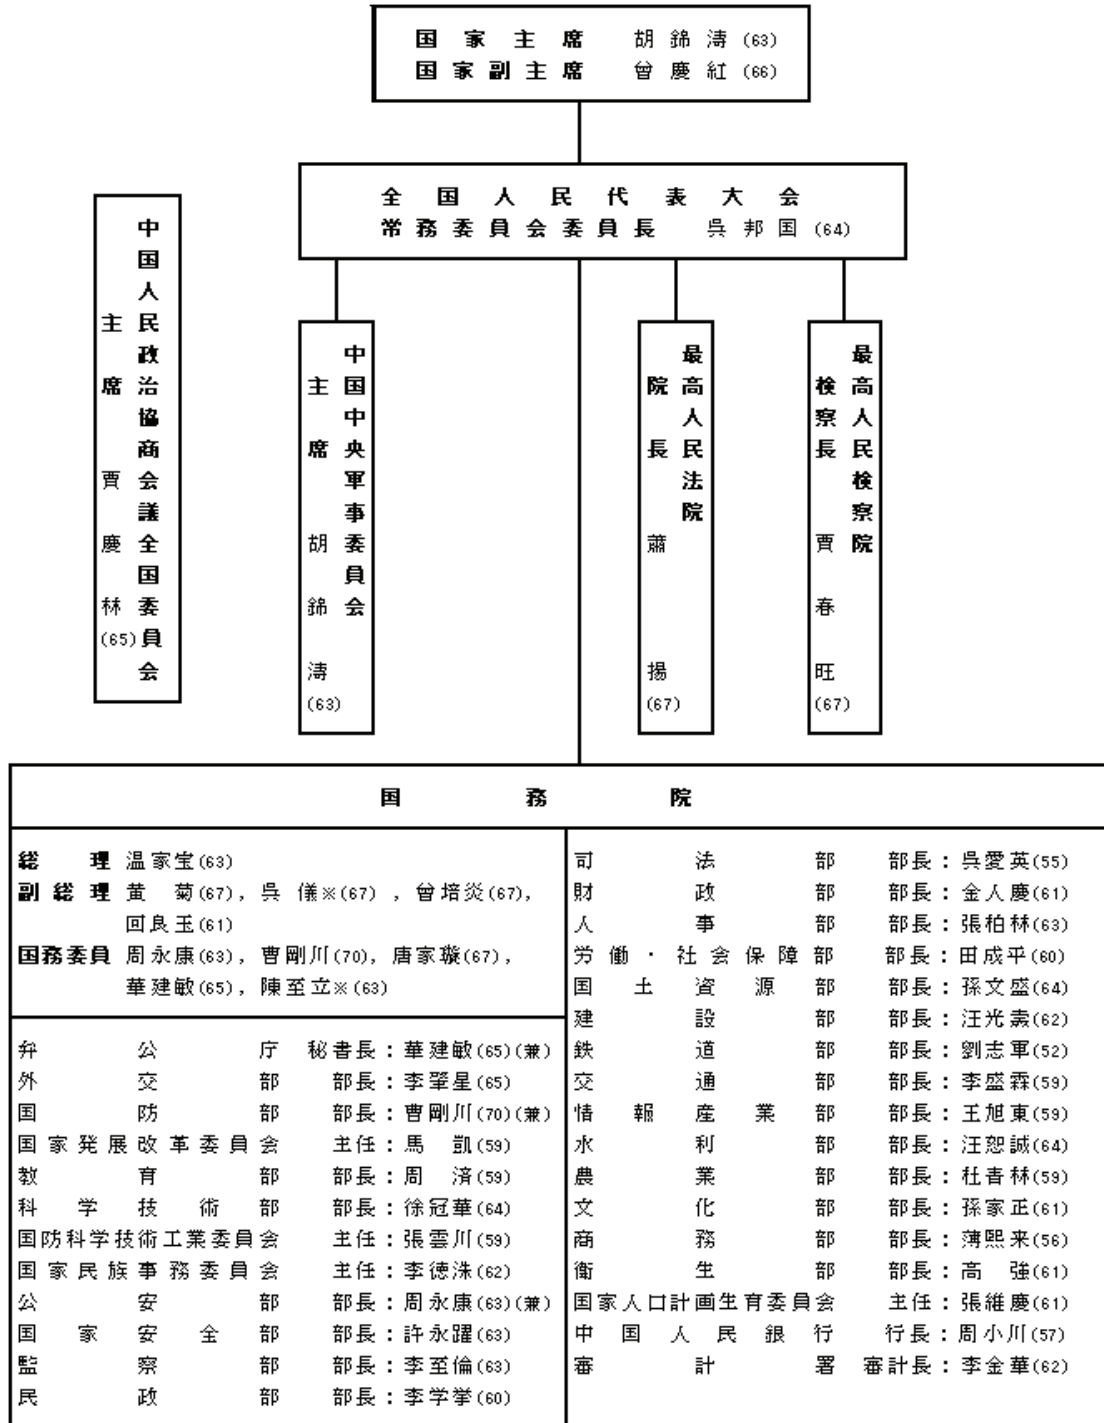 国家主席 胡錦濤(63)
国家副主席 曾慶紅(66)
全国人民代表大会
常務委員会委員長 呉邦国(64)
中国人民政治協商会議全国委員会
主席 賈慶林(65)
中国中央軍事委員会
主席 胡錦濤(63)
最高人民法院
院長 蕭揚(67)
最高人民検察院
検察長 賈春旺(67)
国務院
総理 温家宝(63)
副総理 黄菊(67), 呉儀※(67), 曾培炎(67),
回良玉(61)
国務委員 周永康(63), 曹剛川(70), 唐家璇(67),
華建敏(65), 陳至立※(63)
弁公庁 秘書長:華建敏(65)(兼)
外交部 部長:李肇星(65)
国防部 部長:曹剛川(70)(兼)
国家発展改革委員会 主任:馬凱(59)
教育部 部長:周済(59)
科学技術部 部長:徐冠華(64)
国防科学技術工業委員会 主任:張雲川(59)
国家民族事務委員会 主任:李徳洙(62)
公安部 部長:周永康(63)(兼)
国家安全部 部長:許永躍(63)
監察部 部長:李至倫(63)
民政部 部長:李学挙(60)
司法部 部長:呉愛英(55)
財政部 部長:金人慶(61)
人事部 部長:張柏林(63)
労働・社会保障部 部長:田成平(60)
国土資源部 部長:孫文盛(64)
建設部 部長:汪光燾(62)
鉄道部 部長:劉志軍(52)
交通部 部長:李盛霖(59)
情報産業部 部長:王旭東(59)
水利部 部長:汪恕誠(64)
農業部 部長:杜青林(59)
文化部 部長:孫家正(61)
商務部 部長:薄熙来(56)
衛生部 部長:高強(61)
国家人口計画生育委員会 主任:張維慶(61)
中国人民銀行 行長:周小川(57)
審計署 審計長:李金華(62)